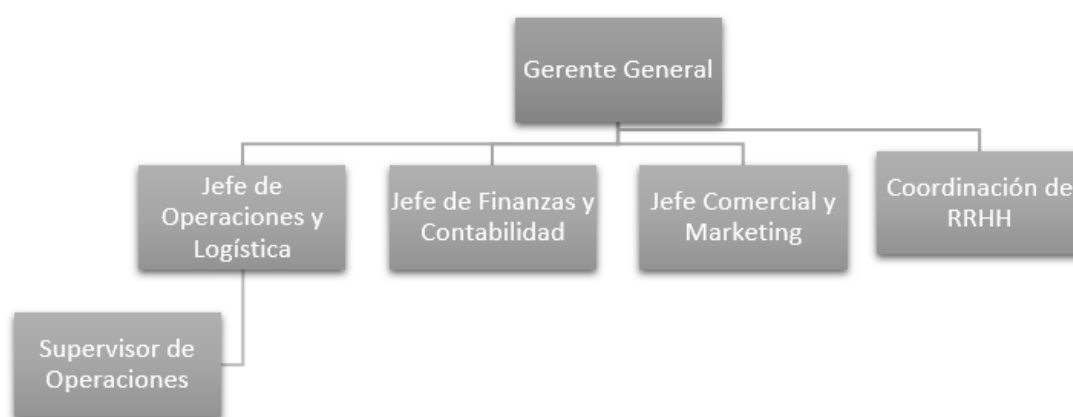 Gerente General
Jefe de
Operaciones y
Logística
Jefe de Finanzas y
Contabilidad
Jefe Comercial y
Marketing
Coordinación de
RRHH
Supervisor de
Operaciones